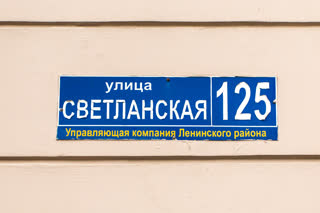 улица
СВЕТЛАНСКАЯ 125
Управляющая компания Ленинского района